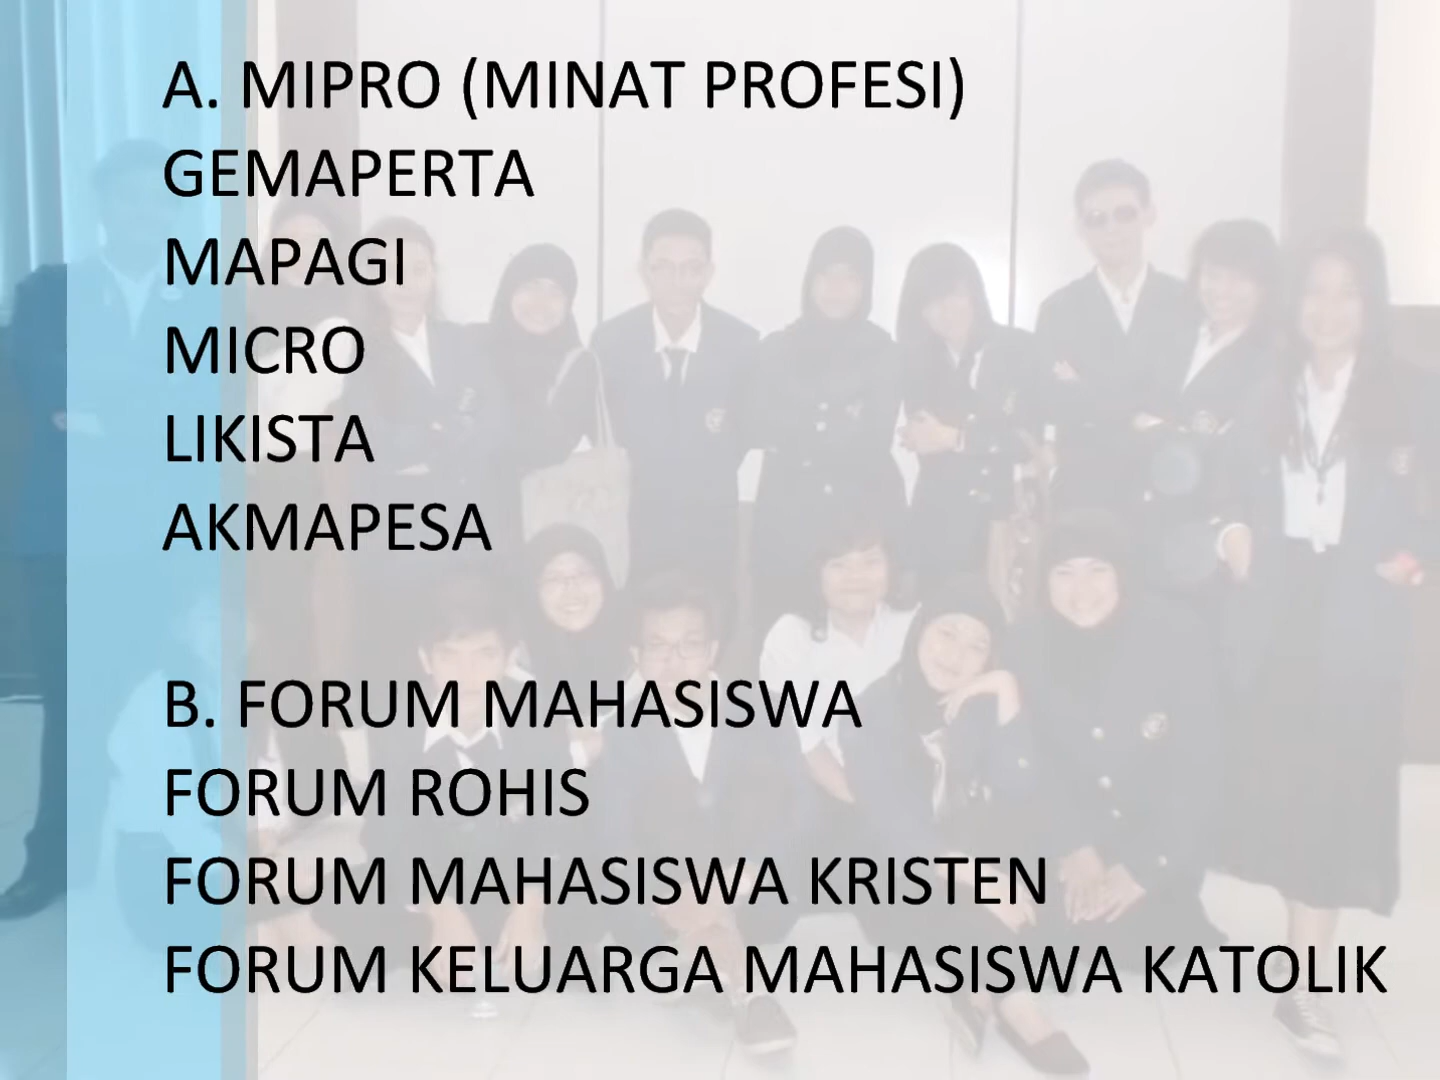 A. MIPRO (MINAT PROFESI)
GEMAPERTA
MAPAGI
MICRO
LIKISTA
AKMAPESA
B. FORUM MAHASISWA
FORUM ROHIS
FORUM MAHASISWA KRISTEN
FORUM KELUARGA MAHASISWA KATOLIK